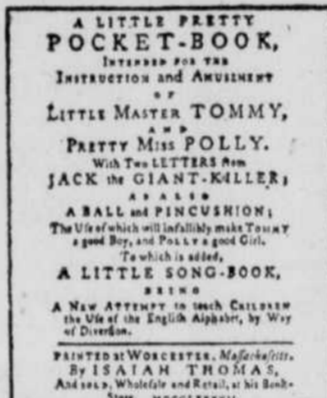 A LITTLE PRETTY
POCKET-BOOK,
INTENDED FOR THE
INSTRUCTION and AMUSEMENT
OF
LITTLE MASTER TOMMY,
AND
PRETTY MISS POLLY.
With Two LETTERS from
JACK the GIANT-KILLER;
AS ALSO
A BALL and PINCUSHION;
The Use of which will infallibly make TOMMY
a good Boy, and POLLY a good Girl.
To which is added,
A LITTLE SONG-BOOK,
BEING
A NEW ATTEMPT to teach CHILDREN
the Use of the English Alphabet, by Way
of Diversion.
PRINTED at WORCESTER, Massachusetts.
By ISAIAH THOMAS,
And SOLD, Wholesale and Retail, at his Book-